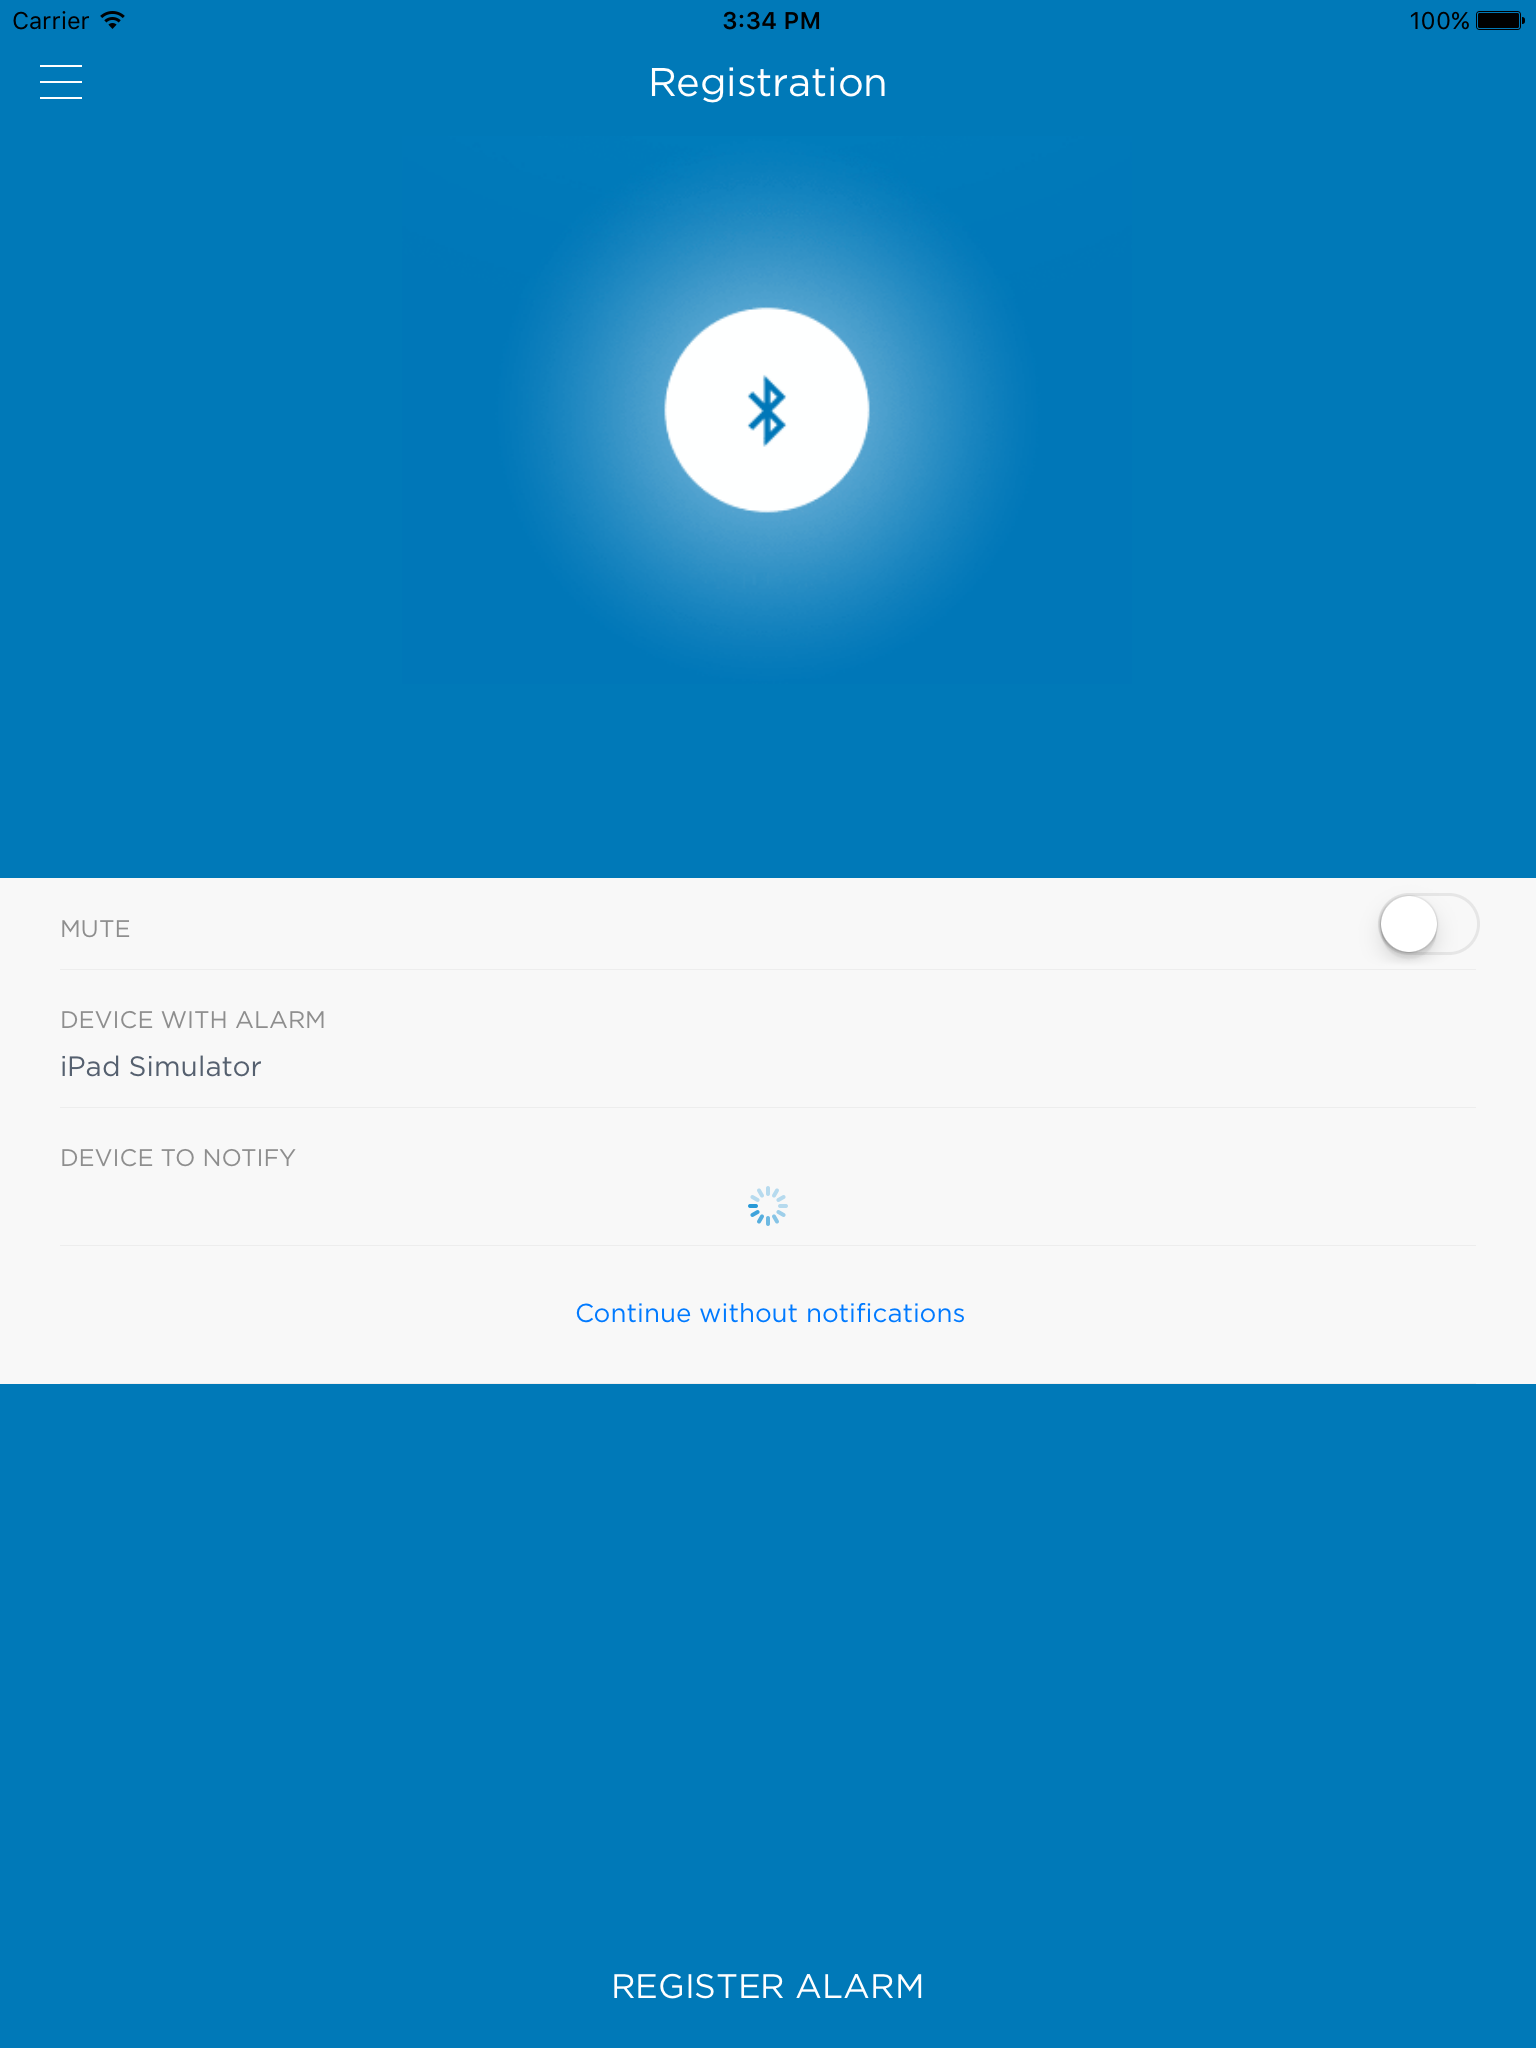 Carrier 3:34 PM 100%
Registration
MUTE
DEVICE WITH ALARM
iPad Simulator
DEVICE TO NOTIFY
Continue without notifications
REGISTER ALARM